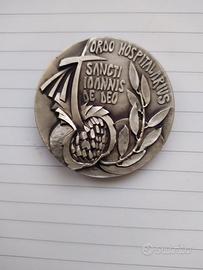 ORDO HOSPITALARIUS
SANCTI
IOANNIS
DE DEO